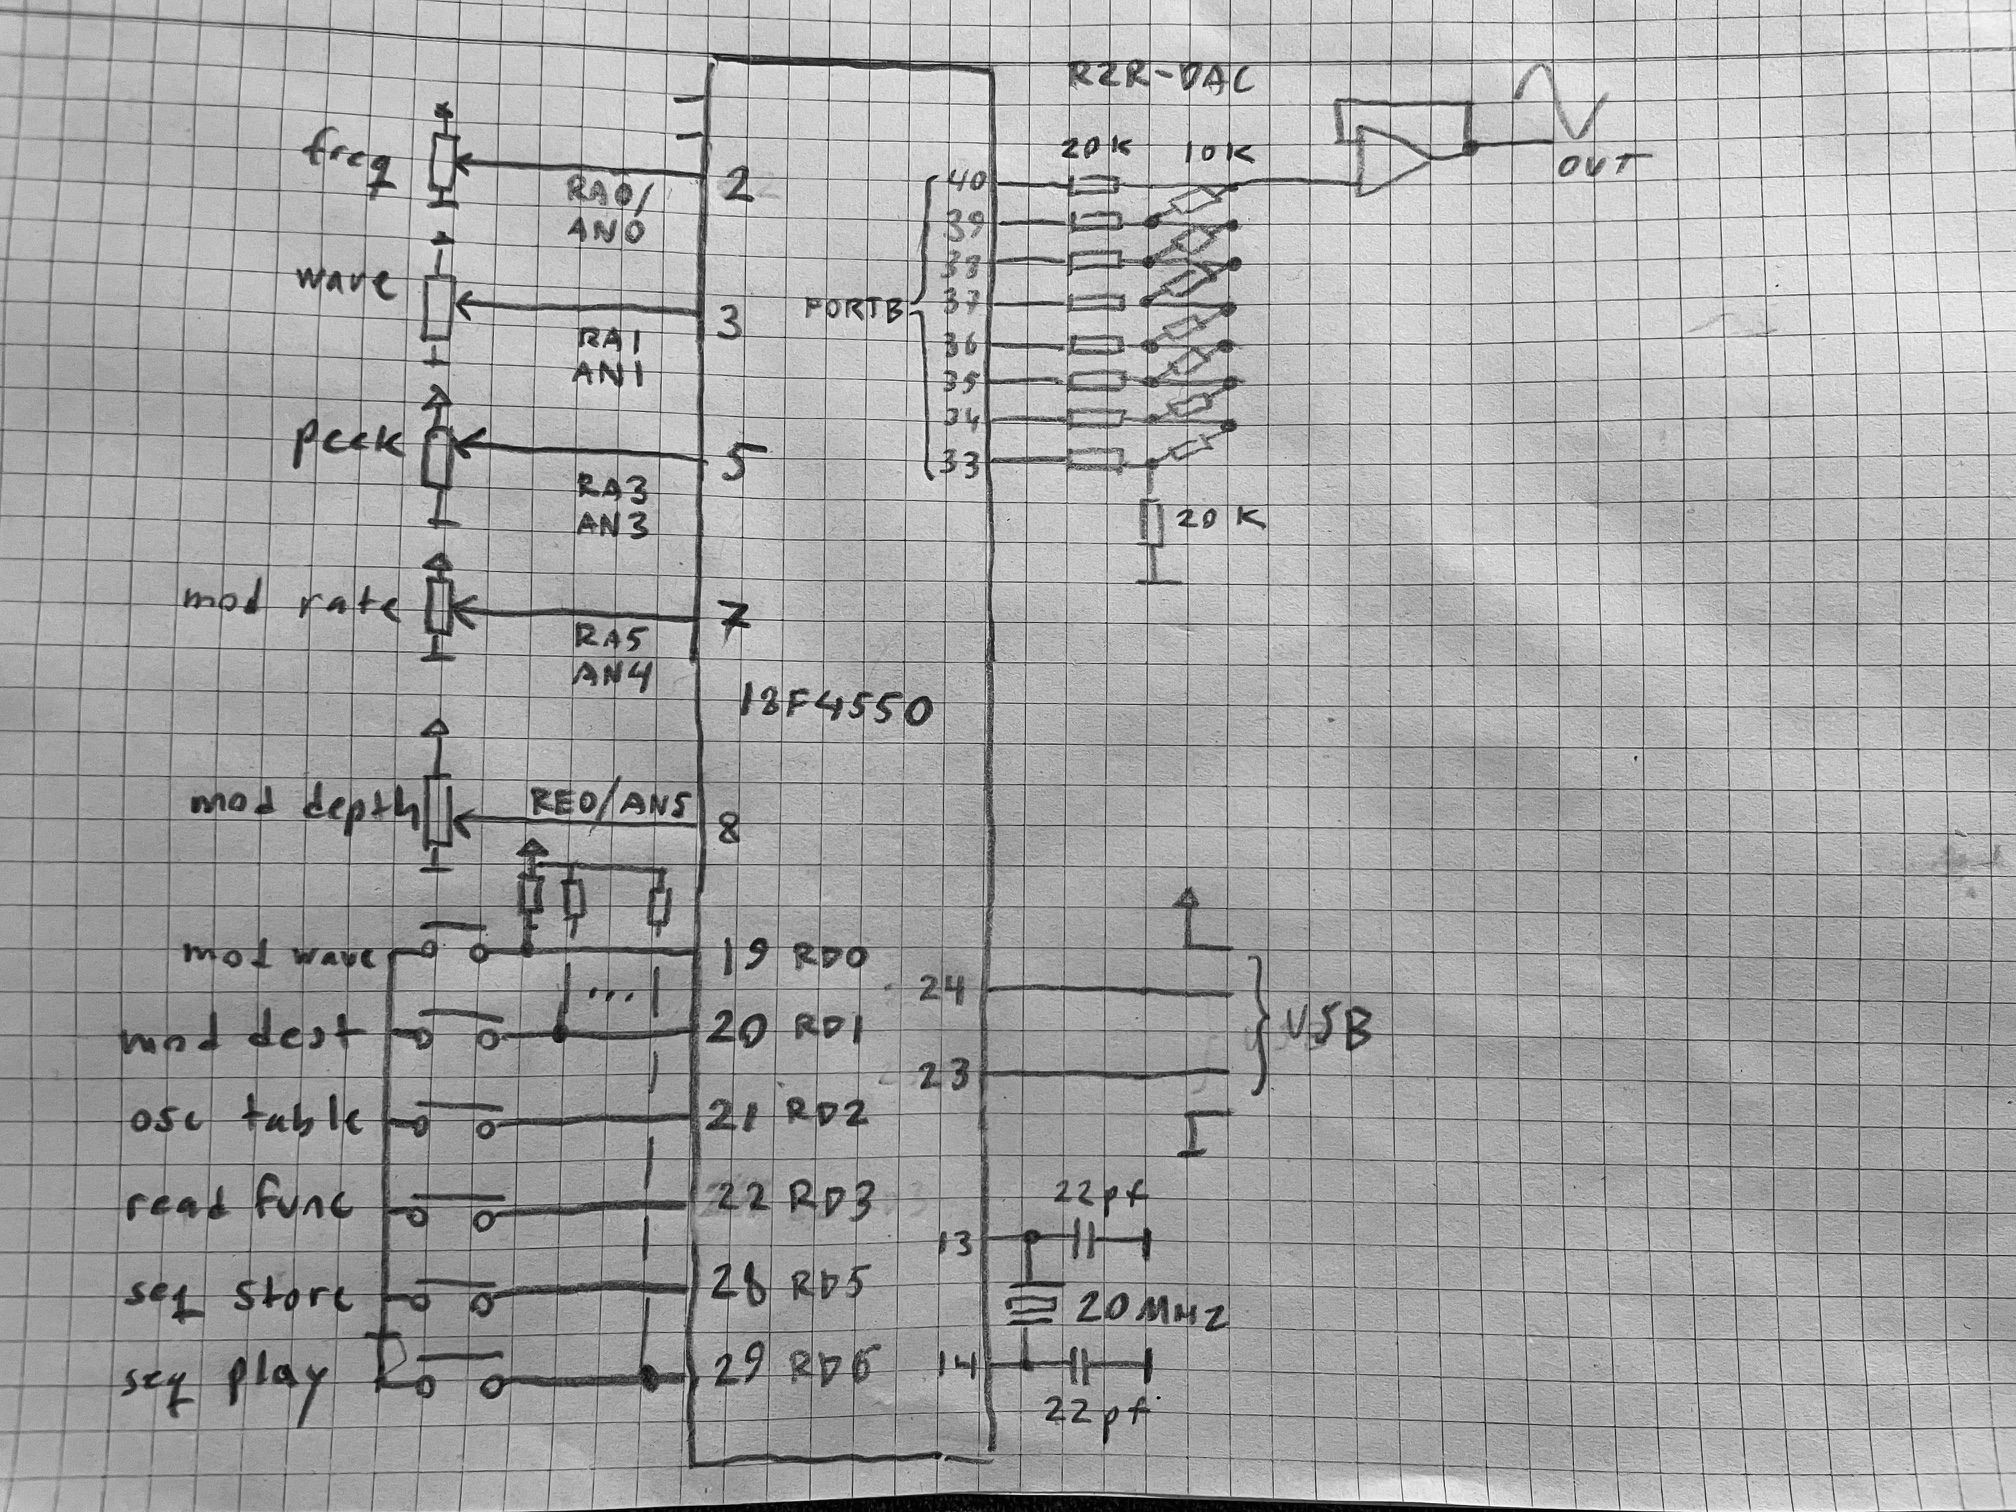 R2R-DAC
freq
2
RA0/
AN0
20K
10K
40
39
38
37
36
35
34
33
PORTB
OUT
wave
3
RA1
AN1
peek
5
RA3
AN3
20K
mod rate
7
RA5
AN4
18F4550
mod depth
RE0/AN5
8
mod wave
19 RD0
...
mod dest
20 RD1
osc table
21 RD2
read func
22 RD3
seq store
28 RD5
seq play
29 RD6
24
23
USB
22pf
13
20MHz
14
22pf